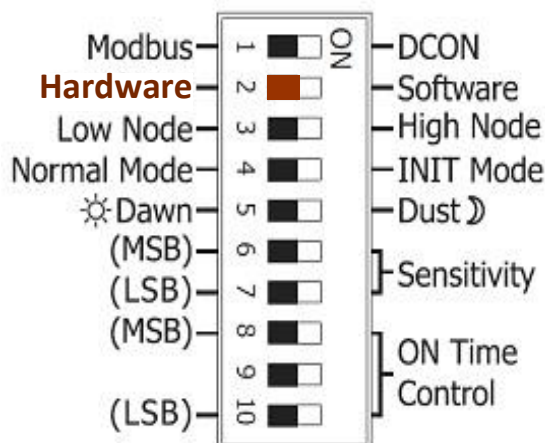 ON
Modbus 1 DCON
Hardware 2 Software
Low Node 3 High Node
Normal Mode 4 INIT Mode
Dawn 5 Dust
(MSB) 6
Sensitivity
(LSB) 7
(MSB) 8
ON Time
9
Control
(LSB) 10